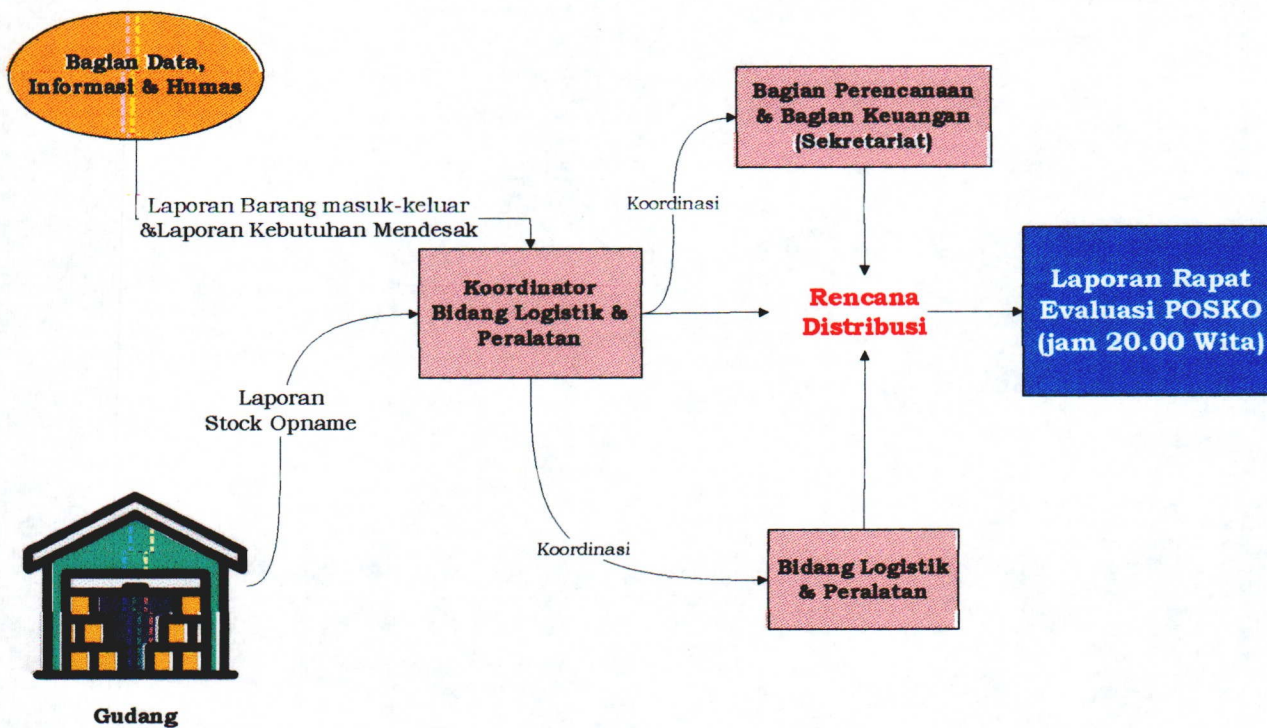 Bagian Data,
Informasi & Humas
Laporan Barang masuk-keluar
&Laporan Kebutuhan Mendesak
Bagian Perencanaan
& Bagian Keuangan
(Sekretariat)
Koordinasi
Koordinator
Bidang Logistik &
Peralatan
Rencana
Distribusi
Laporan Rapat
Evaluasi POSKO
(jam 20.00 Wita)
Laporan
Stock Opname
Koordinasi
Bidang Logistik
& Peralatan
Gudang